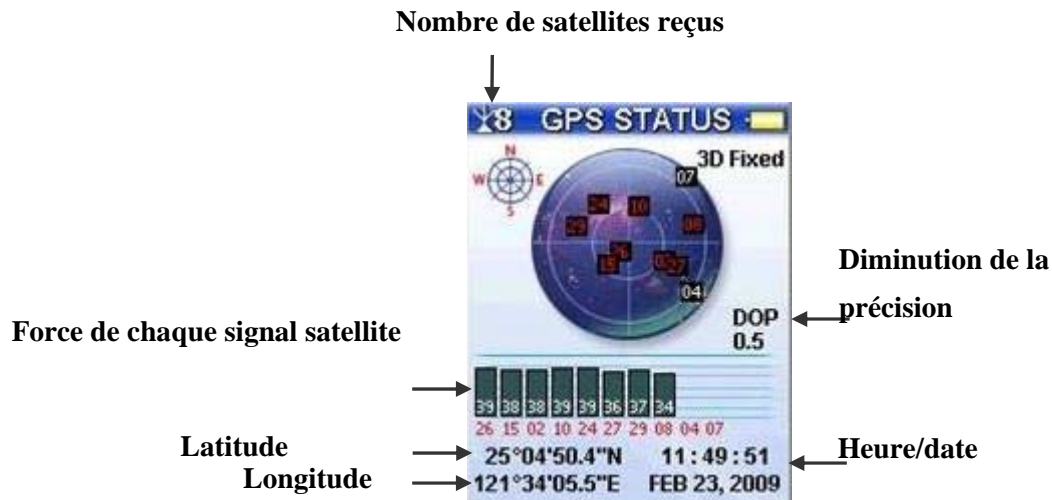 Nombre de satellites reçus
8 GPS STATUS
N
W E
S
3D Fixed
07
24 10
29 08
26
15 02 27
04
DOP
0.5
Diminution de la
précision
Force de chaque signal satellite
39 38 38 39 39 36 37 34
26 15 02 10 24 27 29 08 04 07
Latitude
25°04'50.4"N 11:49:51
Heure/date
Longitude
121°34'05.5"E FEB 23, 2009